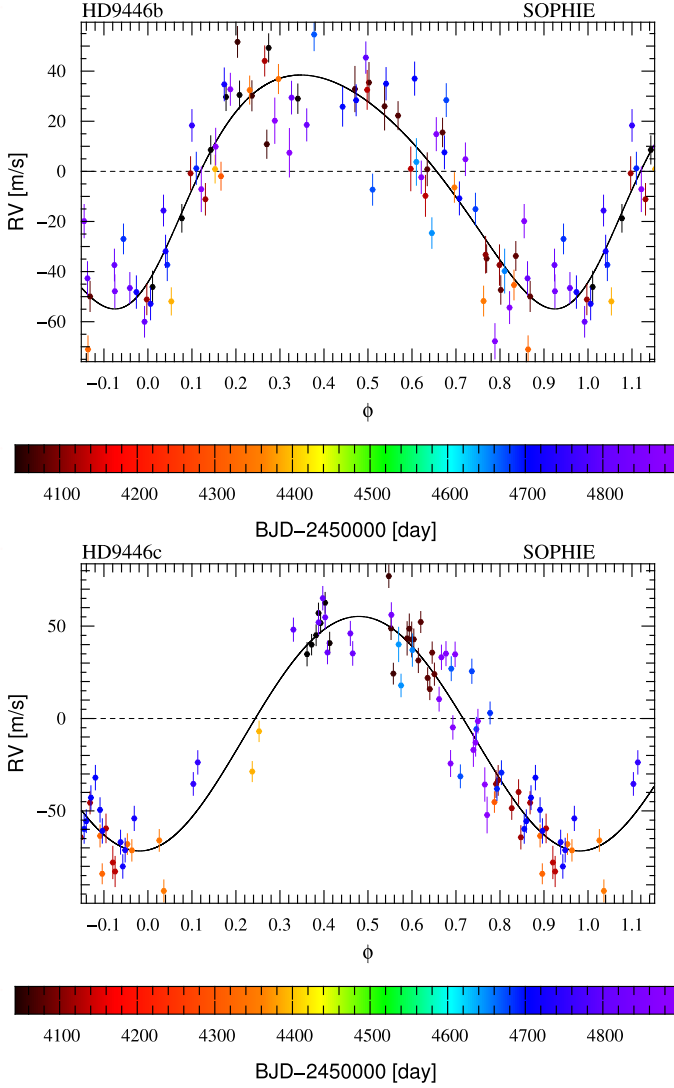 HD9446b SOPHIE
40
20
0
−20
−40
−60
RV [m/s]
−0.1 0.0 0.1 0.2 0.3 0.4 0.5 0.6 0.7 0.8 0.9 1.0 1.1
ϕ
4100 4200 4300 4400 4500 4600 4700 4800
BJD−2450000 [day]
HD9446c SOPHIE
50
0
−50
RV [m/s]
−0.1 0.0 0.1 0.2 0.3 0.4 0.5 0.6 0.7 0.8 0.9 1.0 1.1
ϕ
4100 4200 4300 4400 4500 4600 4700 4800
BJD−2450000 [day]